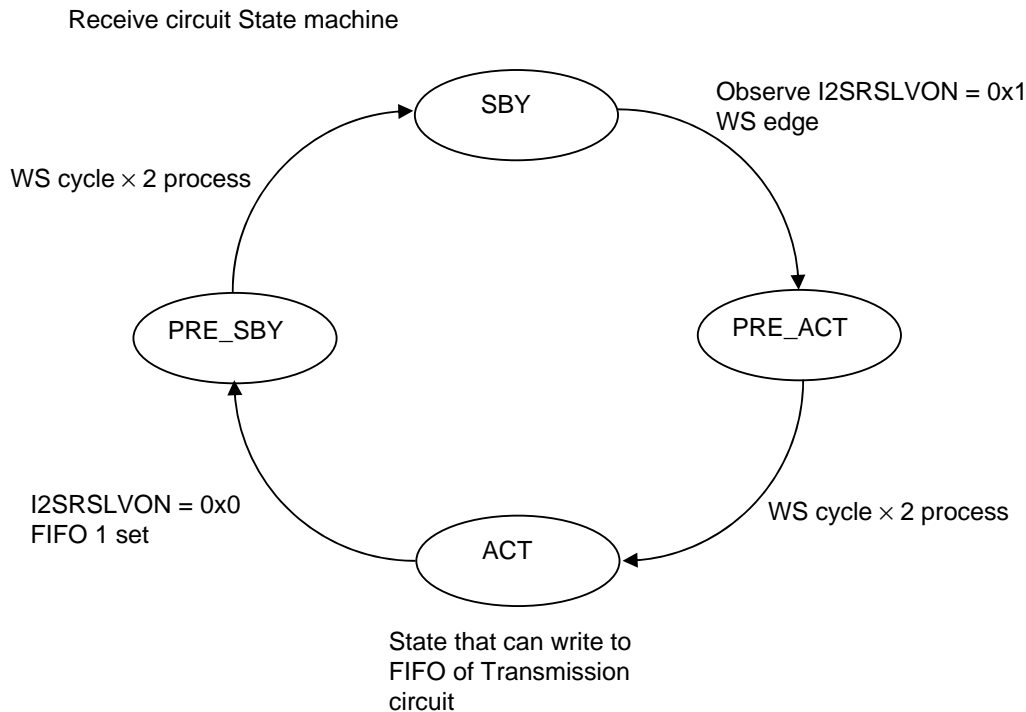 Receive circuit State machine
SBY
Observe I2SRSLVON = 0x1
WS edge
WS cycle × 2 process
PRE_SBY
PRE_ACT
I2SRSLVON = 0x0
FIFO 1 set
WS cycle × 2 process
ACT
State that can write to
FIFO of Transmission
circuit